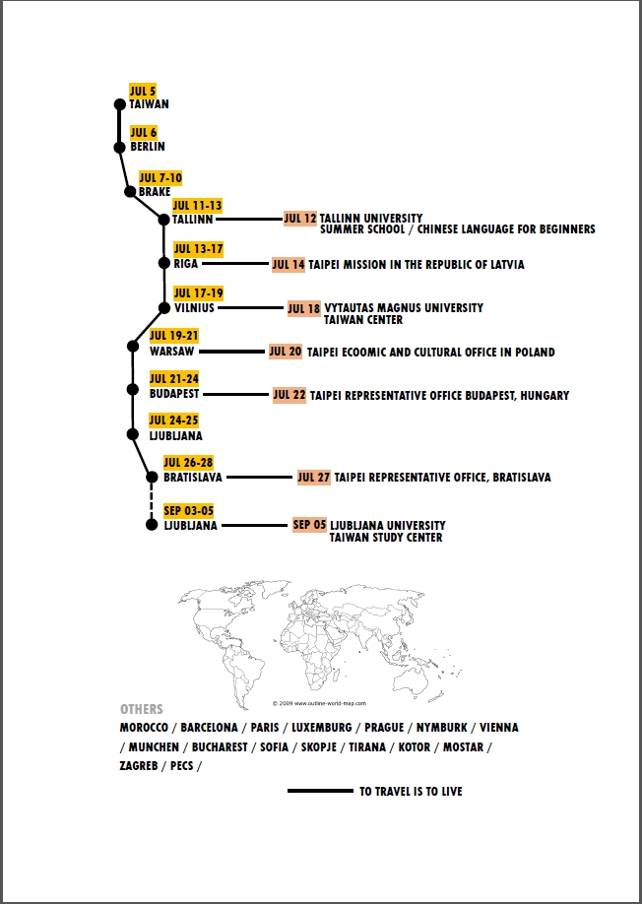 JUL 5
TAIWAN
JUL 6
BERLIN
JUL 7-10
BRAKE
JUL 11-13
TALLINN
JUL 12 TALLINN UNIVERSITY
SUMMER SCHOOL / CHINESE LANGUAGE FOR BEGINNERS
JUL 13-17
RIGA
JUL 14 TAIPEI MISSION IN THE REPUBLIC OF LATVIA
JUL 17-19
VILNIUS
JUL 18 VYTAUTAS MAGNUS UNIVERSITY
TAIWAN CENTER
JUL 19-21
WARSAW
JUL 20 TAIPEI ECOOMIC AND CULTURAL OFFICE IN POLAND
JUL 21-24
BUDAPEST
JUL 22 TAIPEI REPRESENTATIVE OFFICE BUDAPEST, HUNGARY
JUL 24-25
LJUBLJANA
JUL 26-28
BRATISLAVA
JUL 27 TAIPEI REPRESENTATIVE OFFICE, BRATISLAVA
SEP 03-05
LJUBLJANA
SEP 05 LJUBLJANA UNIVERSITY
TAIWAN STUDY CENTER
© 2009 www.outline-world-map.com
OTHERS
MOROCCO / BARCELONA / PARIS / LUXEMBURG / PRAGUE / NYMBURK / VIENNA
/ MUNCHEN / BUCHAREST / SOFIA / SKOPJE / TIRANA / KOTOR / MOSTAR /
ZAGREB / PECS /
TO TRAVEL IS TO LIVE